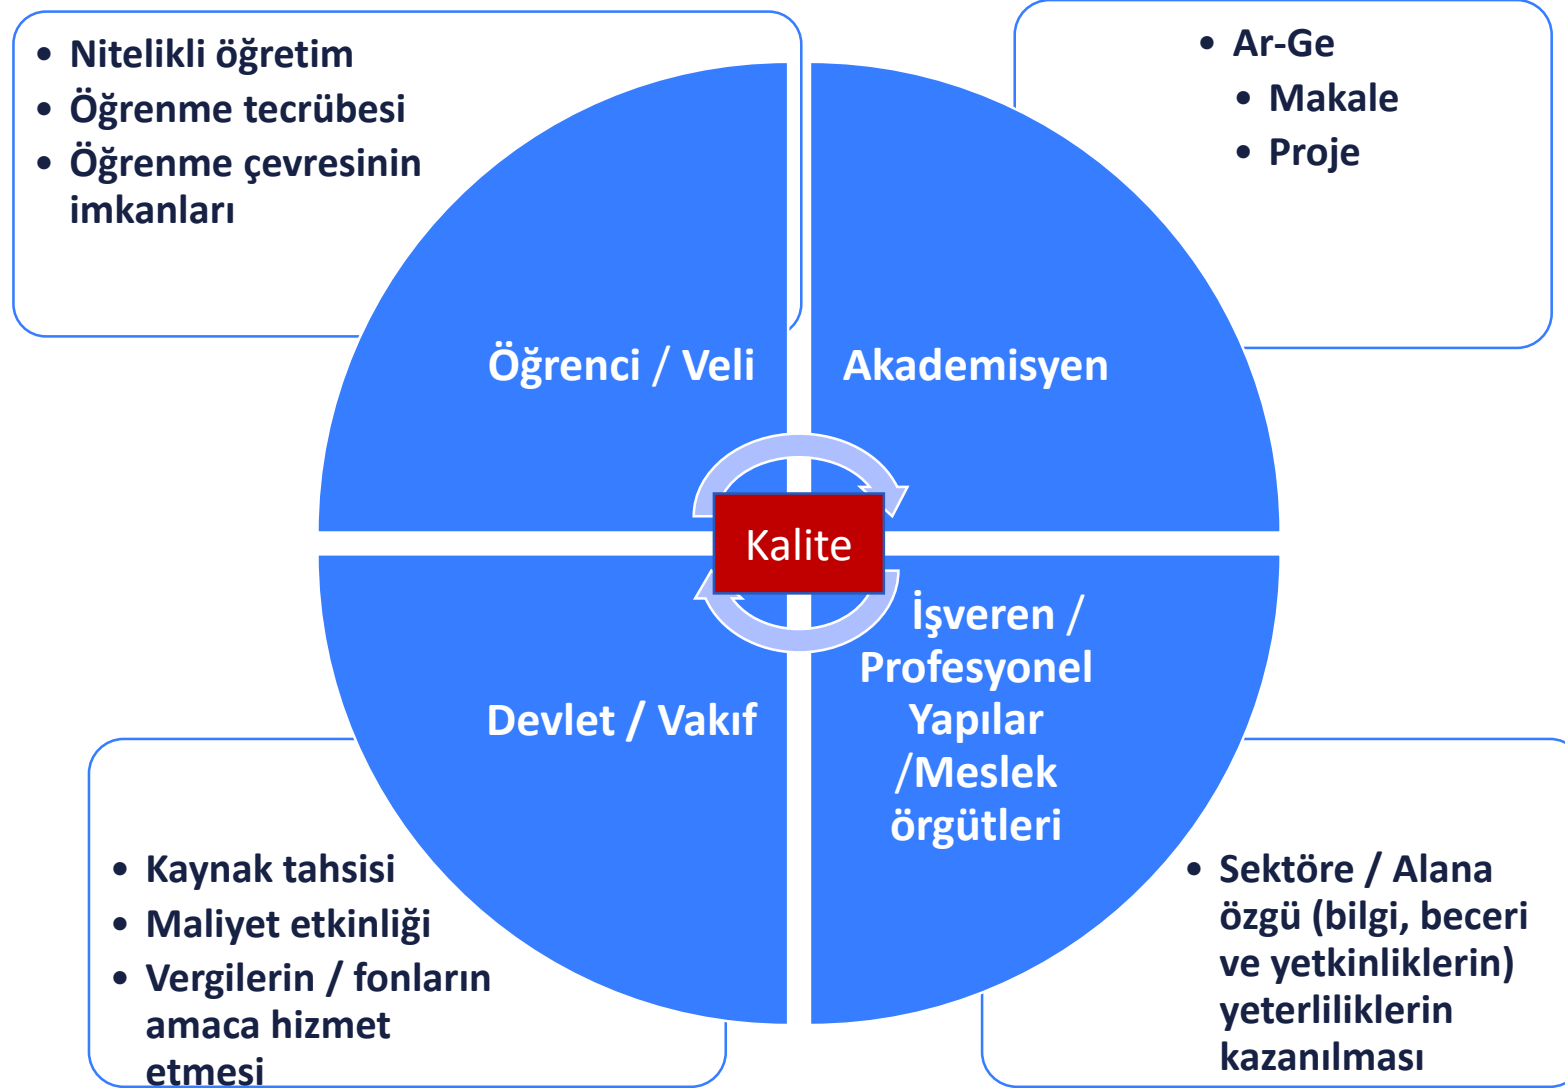 • Nitelikli öğretim
• Öğrenme tecrübesi
• Öğrenme çevresinin
imkanları
• Ar-Ge
• Makale
• Proje
Öğrenci / Veli
Akademisyen
Kalite
Devlet / Vakıf
İşveren /
Profesyonel
Yapılar
/Meslek
örgütleri
• Kaynak tahsisi
• Maliyet etkinliği
• Vergilerin / fonların
amaca hizmet
etmesi
• Sektöre / Alana
özgü (bilgi, beceri
ve yetkinliklerin)
yeterliliklerin
kazanılması